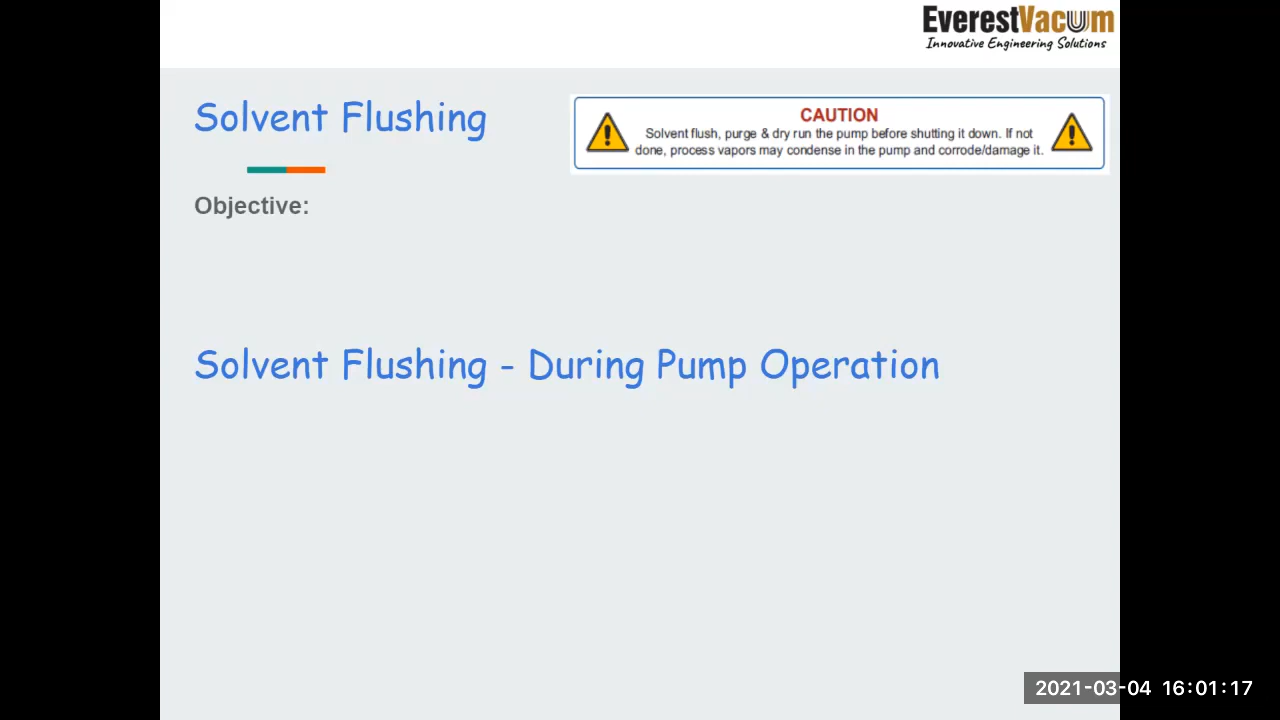 EverestVacuum
Innovative Engineering Solutions
Solvent Flushing
CAUTION
Solvent flush, purge & dry run the pump before shutting it down. If not
done, process vapors may condense in the pump and corrode/damage it.
Objective:
Solvent Flushing - During Pump Operation
2021-03-04 16:01:17